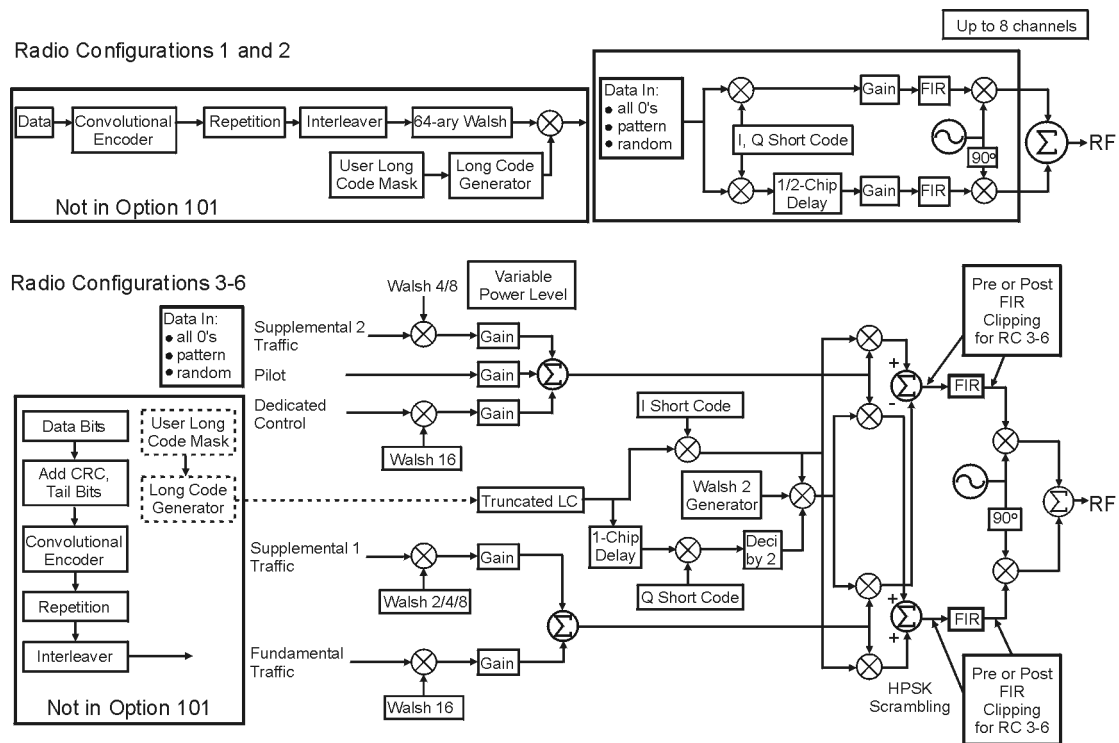 Up to 8 channels
Radio Configurations 1 and 2
Data
Convolutional
Encoder
Repetition
Interleaver
64-ary Walsh
User Long
Code Mask
Long Code
Generator
Not in Option 101
Data In:
• all 0's
• pattern
• random
I, Q Short Code
1/2-Chip
Delay
Gain
FIR
Gain
FIR
90º
Σ
RF
Radio Configurations 3-6
Data In:
• all 0's
• pattern
• random
Walsh 4/8
Variable
Power Level
Supplemental 2
Traffic
Gain
Pilot
Gain
Σ
Dedicated
Control
Gain
Walsh 16
Data Bits
Add CRC,
Tail Bits
Convolutional
Encoder
Repetition
Interleaver
User Long
Code Mask
Long Code
Generator
Not in Option 101
Truncated LC
I Short Code
Walsh 2
Generator
1-Chip
Delay
Deci
by 2
Q Short Code
Supplemental 1
Traffic
Gain
Walsh 2/4/8
Σ
Fundamental
Traffic
Gain
Walsh 16
+
Σ
-
FIR
Pre or Post
FIR
Clipping
for RC 3-6
90º
Σ
RF
+
Σ
+
FIR
HPSK
Scrambling
Pre or Post
FIR
Clipping
for RC 3-6